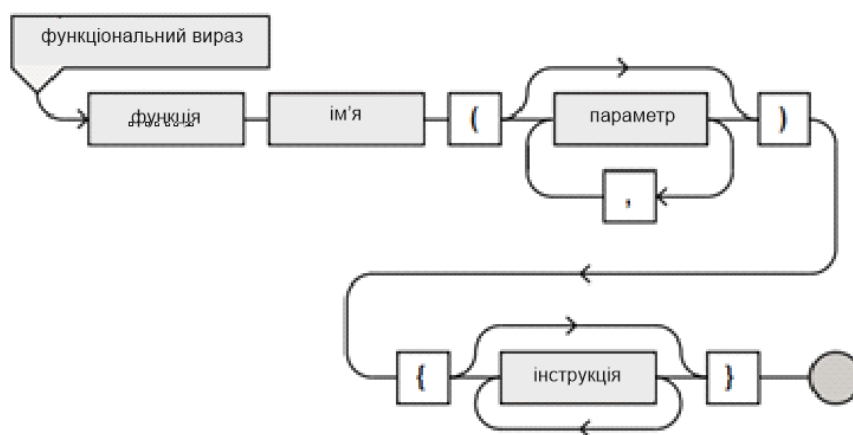 функціональний вираз
функція
ім’я
(
параметр
)
,
{
інструкція
}